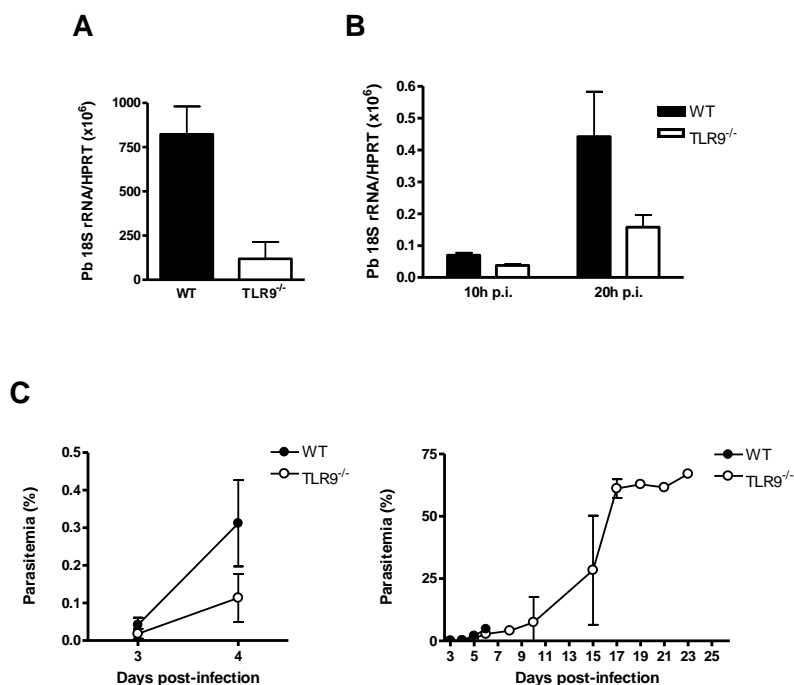 A
Pb 18S rRNA/HPRT (x10⁶)
1000
750
500
250
0
WT
TLR9⁻/⁻
B
Pb 18S rRNA/HPRT (x10⁶)
0.6
0.5
0.4
0.3
0.2
0.1
0.0
10h p.i.
20h p.i.
WT
TLR9⁻/⁻
C
Parasitemia (%)
0.5
0.4
0.3
0.2
0.1
0.0
3
4
Days post-infection
WT
TLR9⁻/⁻
Parasitemia (%)
75
50
25
0
3 5 7 9 11 13 15 17 19 21 23 25
Days post-infection
WT
TLR9⁻/⁻